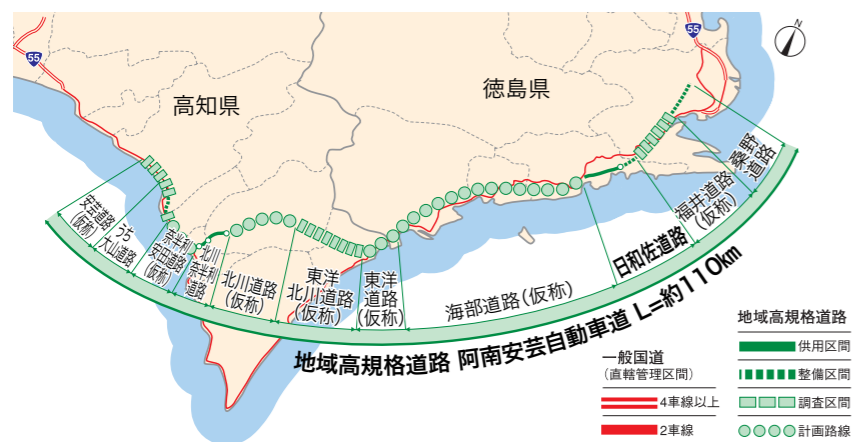 55
55
N
高知県
徳島県
安芸道路
(仮称)
うち
大山道路
奈半利
安田道路
(仮称)
北川
奈半利
道路
北川道路
(仮称)
東洋
北川道路
(仮称)
東洋
道路
(仮称)
海部道路(仮称)
日和佐道路
福井道路
(仮称)
桑野
道路
地域高規格道路 阿南安芸自動車道 L=約110km
一般国道
(直轄管理区間)
4車線以上
2車線
地域高規格道路
供用区間
整備区間
調査区間
計画路線